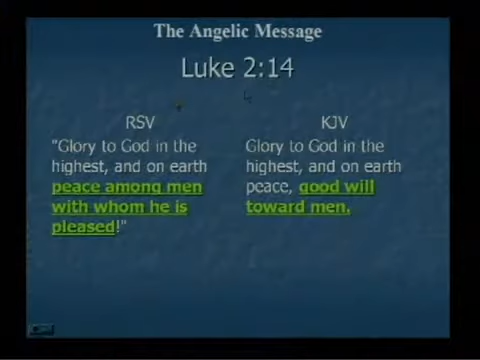 The Angelic Message
Luke 2:14
RSV
"Glory to God in the
highest, and on earth
peace among men
with whom he is
pleased!"
KJV
Glory to God in the
highest, and on earth
peace, good will
toward men.